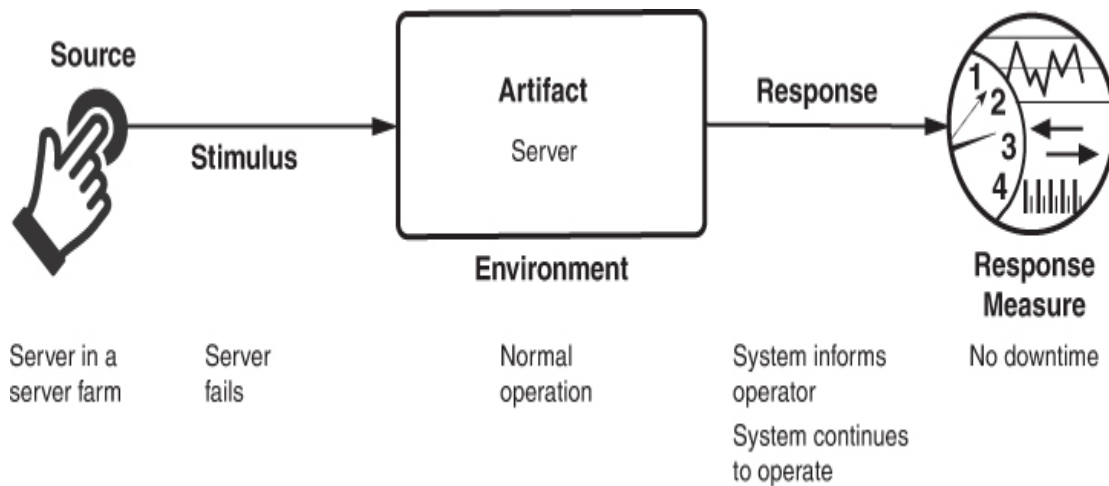 Source
Stimulus
Artifact
Server
Environment
Response
1
2
3
4
Response
Measure
Server in a
server farm
Server
fails
Normal
operation
System informs
operator
System continues
to operate
No downtime